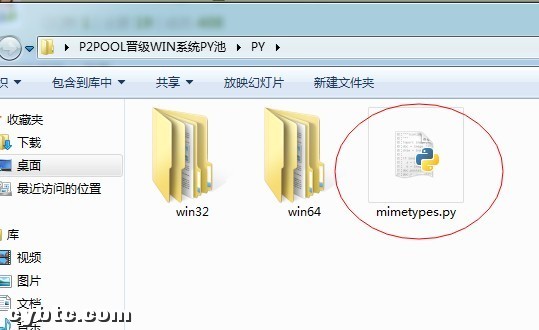 P2POOL晋级WIN系统PY池 ▸ PY ▸
识 包含到库中 共享 放映幻灯片 新建文件夹
收藏夹
下载
桌面
最近访问的位置
库
视频
图片
文档
音乐
win32
win64
mimetypes.py
cybtc.com